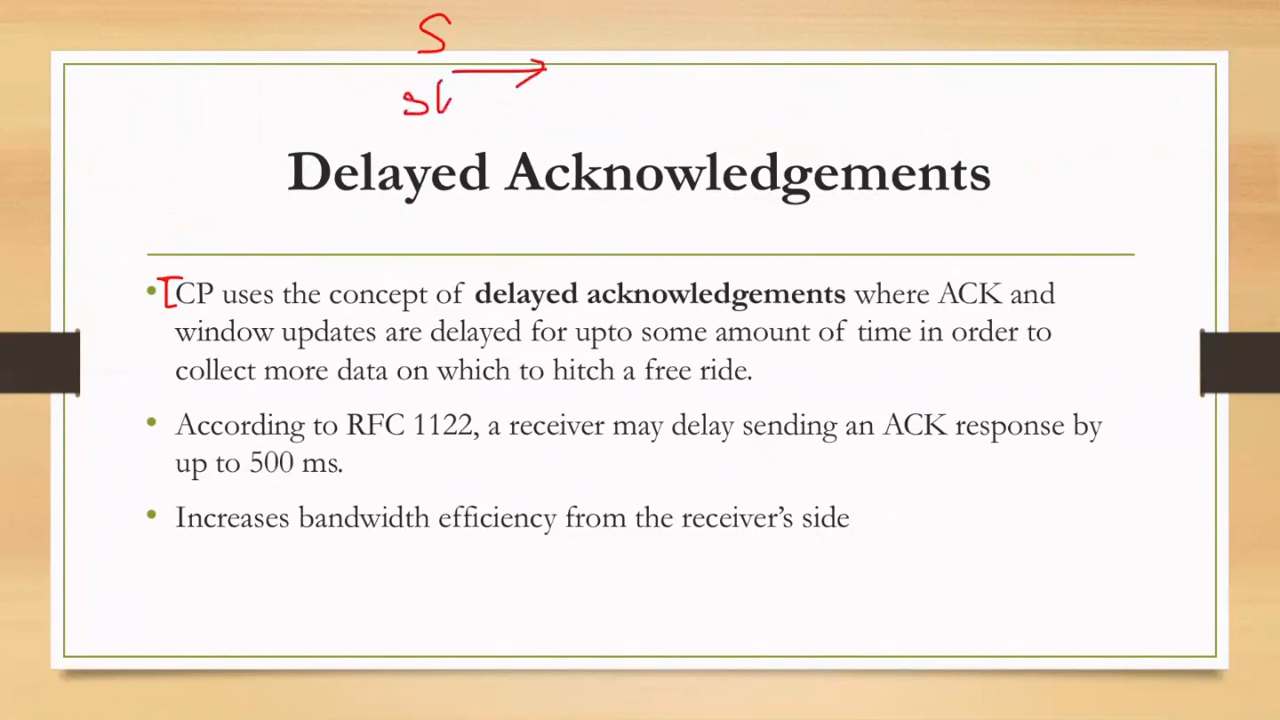 S
sl
Delayed Acknowledgements
• TCP uses the concept of delayed acknowledgements where ACK and
window updates are delayed for upto some amount of time in order to
collect more data on which to hitch a free ride.
• According to RFC 1122, a receiver may delay sending an ACK response by
up to 500 ms.
• Increases bandwidth efficiency from the receiver’s side